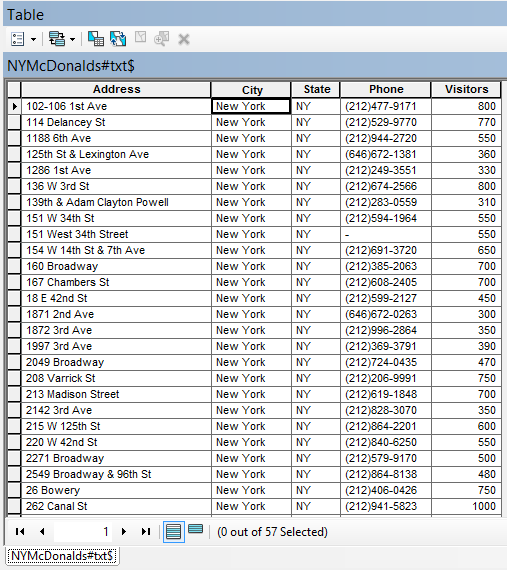 Table
NYMcDonalds#txt$
Address City State Phone Visitors
102-106 1st Ave New York NY (212)477-9171 800
114 Delancey St New York NY (212)529-9770 770
1188 6th Ave New York NY (212)944-2720 550
125th St & Lexington Ave New York NY (646)672-1381 360
1286 1st Ave New York NY (212)249-3551 330
136 W 3rd St New York NY (212)674-2566 800
139th & Adam Clayton Powell New York NY (212)283-0559 310
151 W 34th St New York NY (212)594-1964 550
151 West 34th Street New York NY - 550
154 W 14th St & 7th Ave New York NY (212)691-3720 650
160 Broadway New York NY (212)385-2063 700
167 Chambers St New York NY (212)608-2405 700
18 E 42nd St New York NY (212)599-2127 450
1871 2nd Ave New York NY (646)672-0263 300
1872 3rd Ave New York NY (212)996-2864 350
1997 3rd Ave New York NY (212)369-3791 390
2049 Broadway New York NY (212)724-0435 470
208 Varrick St New York NY (212)206-9991 750
213 Madison Street New York NY (212)619-1848 700
2142 3rd Ave New York NY (212)828-3070 350
215 W 125th St New York NY (212)864-2201 600
220 W 42nd St New York NY (212)840-6250 550
2271 Broadway New York NY (212)579-9170 500
2549 Broadway & 96th St New York NY (212)864-8138 480
26 Bowery New York NY (212)406-0426 750
262 Canal St New York NY (212)941-5823 1000
1 (0 out of 57 Selected)
NYMcDonalds#txt$